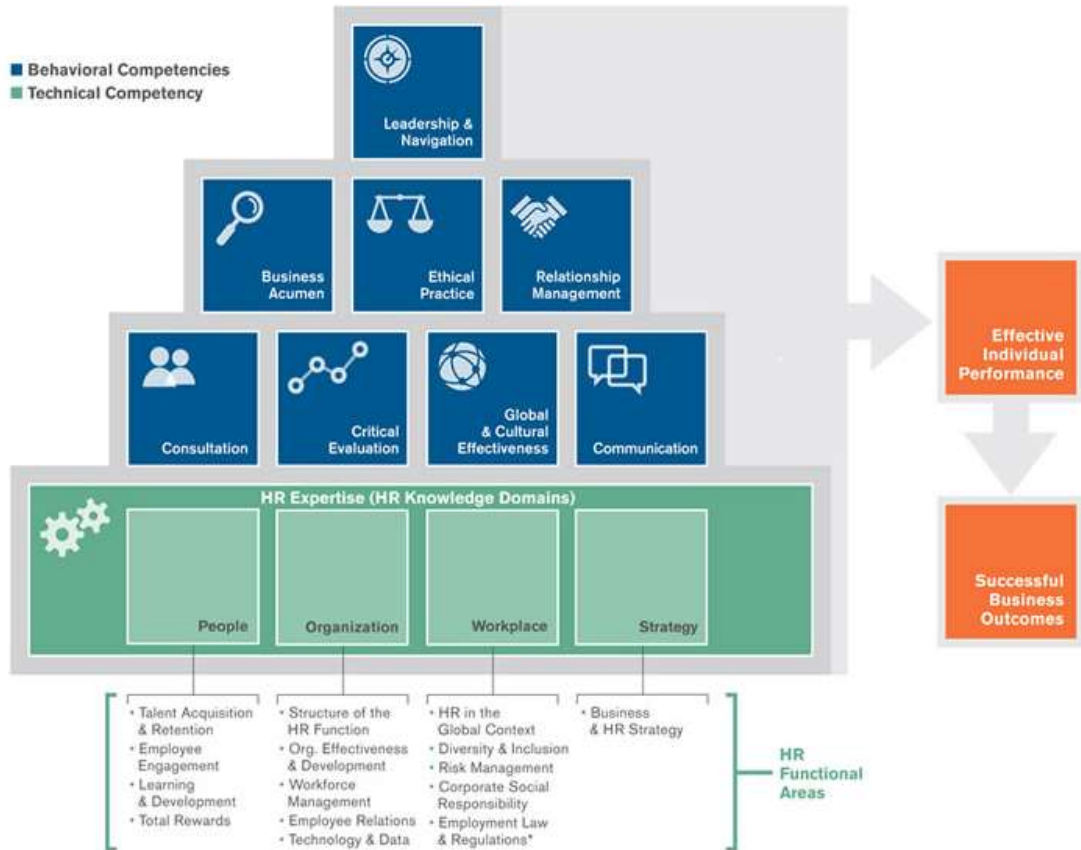 Behavioral Competencies
Technical Competency
Leadership &
Navigation
Business
Acumen
Ethical
Practice
Relationship
Management
Consultation
Critical
Evaluation
Global
& Cultural
Effectiveness
Communication
Effective
Individual
Performance
Successful
Business
Outcomes
HR Expertise (HR Knowledge Domains)
People
Organization
Workplace
Strategy
• Talent Acquisition
& Retention
• Employee
Engagement
• Learning
& Development
• Total Rewards
• Structure of the
HR Function
• Org. Effectiveness
& Development
• Workforce
Management
• Employee Relations
• Technology & Data
• HR in the
Global Context
• Diversity & Inclusion
• Risk Management
• Corporate Social
Responsibility
• Employment Law
& Regulations*
• Business
& HR Strategy
HR
Functional
Areas